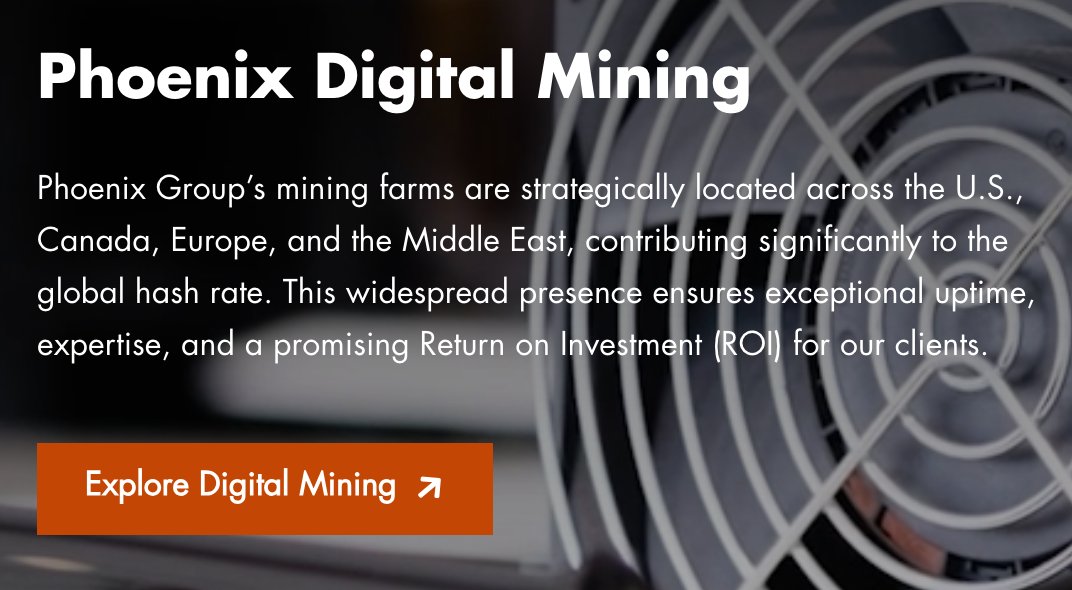 Phoenix Digital Mining
Phoenix Group’s mining farms are strategically located across the U.S.,
Canada, Europe, and the Middle East, contributing significantly to the
global hash rate. This widespread presence ensures exceptional uptime,
expertise, and a promising Return on Investment (ROI) for our clients.
Explore Digital Mining